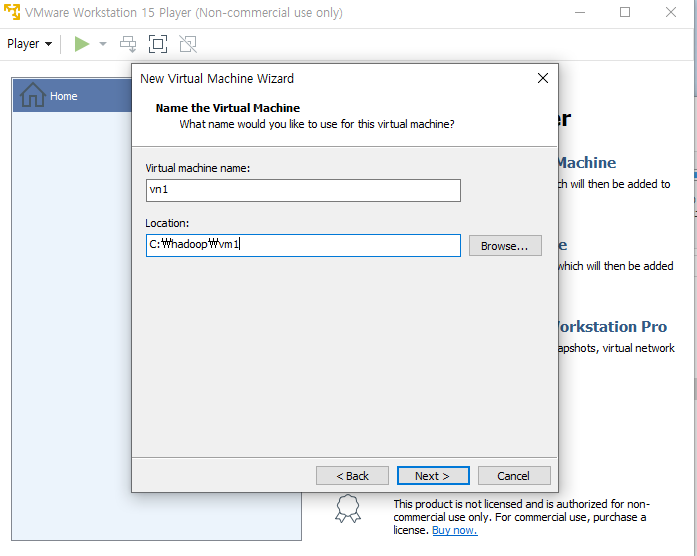 VMware Workstation 15 Player (Non-commercial use only)
Player
Home
New Virtual Machine Wizard
Name the Virtual Machine
What name would you like to use for this virtual machine?
Virtual machine name:
vn1
Location:
C:₩hadoop₩vm1
Browse...
< Back
Next >
Cancel
er
Machine
which will then be added to
e
which will then be added
orkstation Pro
apshots, virtual network
This product is not licensed and is authorized for non-
commercial use only. For commercial use, purchase a
license. Buy now.